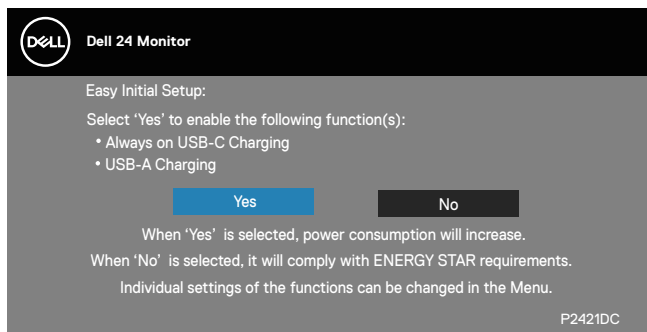 DELL
Dell 24 Monitor
Easy Initial Setup:
Select ‘Yes’ to enable the following function(s):
• Always on USB-C Charging
• USB-A Charging
Yes
No
When ‘Yes’ is selected, power consumption will increase.
When ‘No’ is selected, it will comply with ENERGY STAR requirements.
Individual settings of the functions can be changed in the Menu.
P2421DC